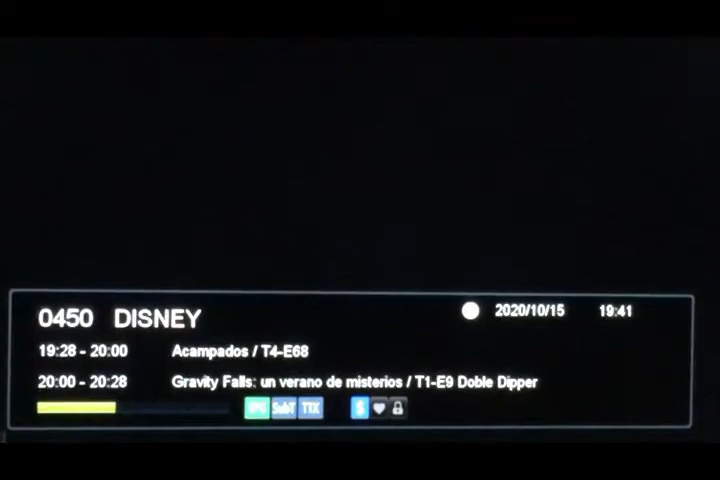 0450 DISNEY 2020/10/15 19:41
19:28 - 20:00 Acampados / T4-E68
20:00 - 20:28 Gravity Falls: un verano de misterios / T1-E9 Doble Dipper
EPG SubT TTX $